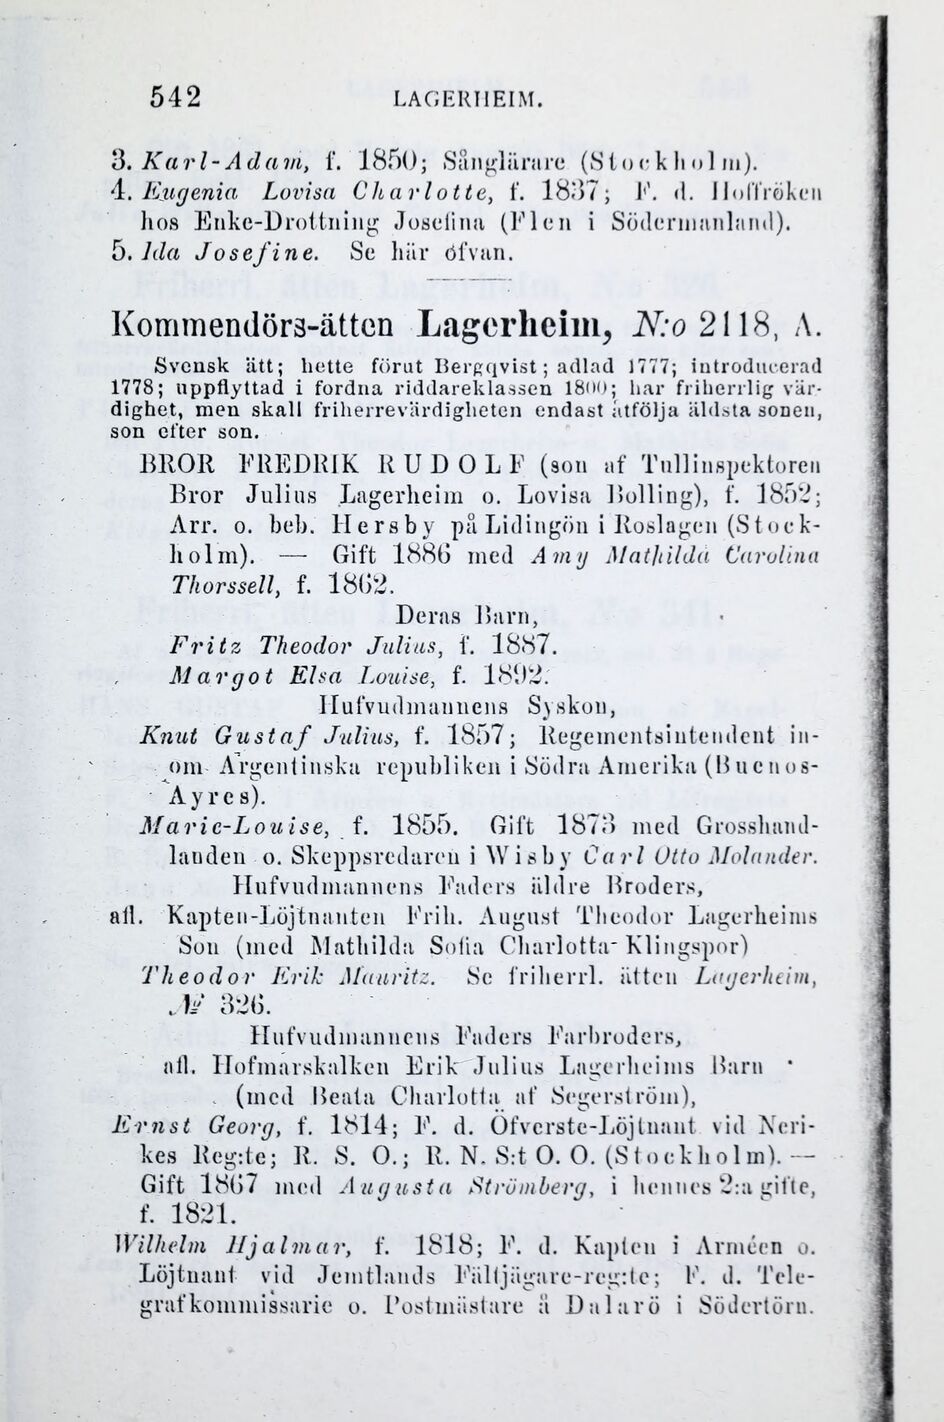 542 LAGERHEIM.
3. Karl-Adam, f. 1850; Sånglärare (Stockholm).
4. Eugenia Lovisa Charlotte, f. 1837; F. d. Hoffröken
hos Enke-Drottning Josefina (Flen i Södermanland).
5. Ida Josefine. Se här öfvan.
Kommendörs-ätten Lagerheim, N:o 2118, A.
Svensk ätt; hette förut Bergqvist; adlad 1777; introducerad
1778; uppflyttad i fordna riddareklassen 1800; har friherrlig vär-
dighet, men skall friherrevärdigheten endast åtfölja äldsta sonen,
son efter son.
BROR FREDRIK RUDOLF (son af Tullinspektoren
Bror Julius Lagerheim o. Lovisa Bolling), f. 1852;
Arr. o. beb. Hersby på Lidingön i Roslagen (Stock-
holm). — Gift 1886 med Amy Mathilda Carolina
Thorssell, f. 1862.
Deras Barn,
Fritz Theodor Julius, f. 1887.
Margot Elsa Louise, f. 1892.
Hufvudmannens Syskon,
Knut Gustaf Julius, f. 1857; Regementsintendent in-
om Argentinska republiken i Södra Amerika (Buenos-
Ayres).
Marie-Louise, f. 1855. Gift 1873 med Grosshand-
landen o. Skeppsredaren i Wisby Carl Otto Molander.
Hufvudmannens Faders äldre Broders,
afl. Kapten-Löjtnanten Frih. August Theodor Lagerheims
Son (med Mathilda Sofia Charlotta Klingspor)
Theodor Erik Mauritz. Se friherrl. ätten Lagerheim,
№ 326.
Hufvudmannens Faders Farbroders,
afl. Hofmarskalken Erik Julius Lagerheims Barn
(med Beata Charlotta af Segerström),
Ernst Georg, f. 1814; F. d. Öfverste-Löjtnant vid Neri-
kes Reg:te; R. S. O.; R. N. S:t O. O. (Stockholm). —
Gift 1867 med Augusta Strömberg, i hennes 2:a gifte,
f. 1821.
Wilhelm Hjalmar, f. 1818; F. d. Kapten i Arméen o.
Löjtnant vid Jemtlands Fältjägare-reg:te; F. d. Tele-
grafkommissarie o. Postmästare å Dalarö i Södertörn.